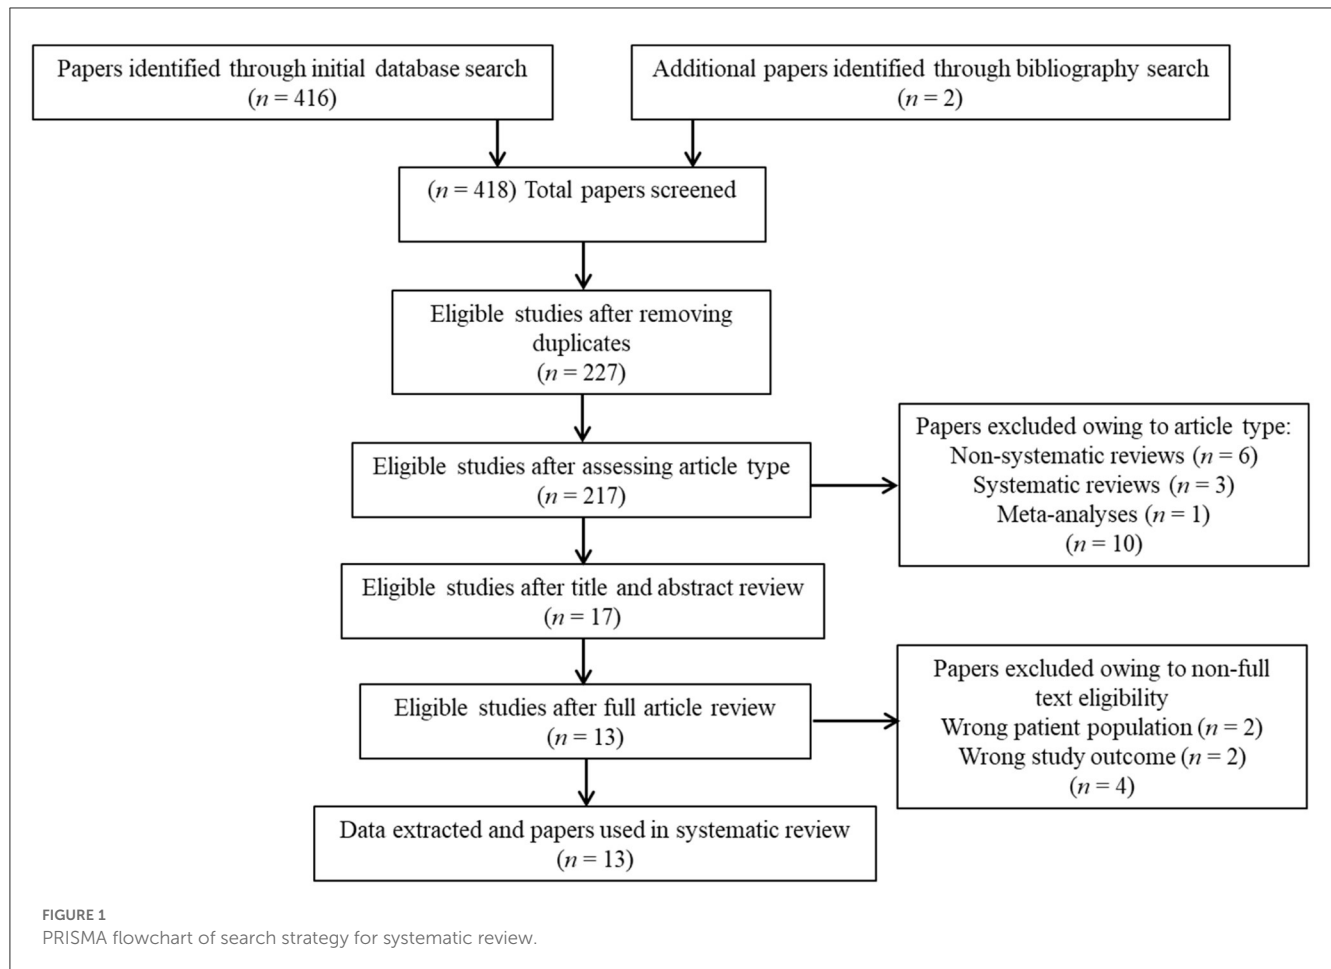 Papers identified through initial database search
(n = 416)
Additional papers identified through bibliography search
(n = 2)
(n = 418) Total papers screened
Eligible studies after removing
duplicates
(n = 227)
Eligible studies after assessing article type
(n = 217)
Papers excluded owing to article type:
Non-systematic reviews (n = 6)
Systematic reviews (n = 3)
Meta-analyses (n = 1)
(n = 10)
Eligible studies after title and abstract review
(n = 17)
Eligible studies after full article review
(n = 13)
Papers excluded owing to non-full
text eligibility
Wrong patient population (n = 2)
Wrong study outcome (n = 2)
(n = 4)
Data extracted and papers used in systematic review
(n = 13)
FIGURE 1
PRISMA flowchart of search strategy for systematic review.